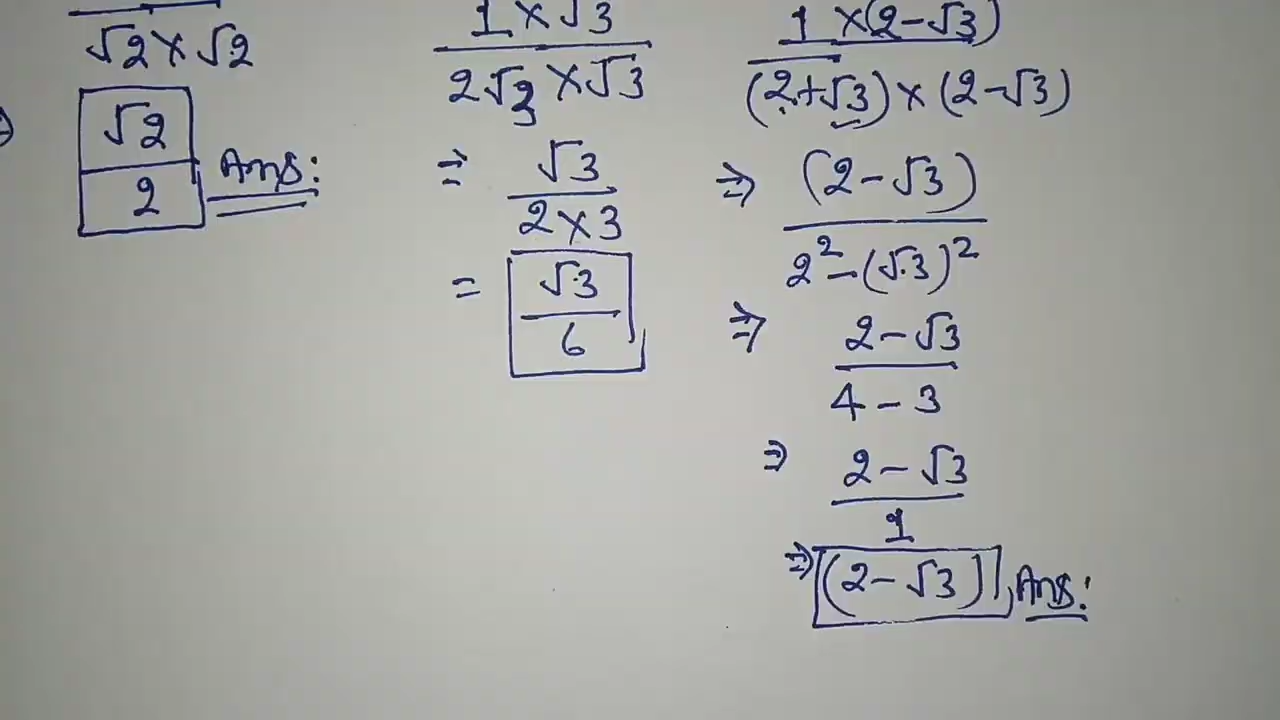 √2 × √2
⇒ √2 / 2 Ans:
1 × √3
2√3 × √3
⇒ √3
2 × 3
= √3 / 6
1 × (2 - √3)
(2 + √3) × (2 - √3)
⇒ (2 - √3)
2² - (√3)²
⇒ 2 - √3
4 - 3
⇒ 2 - √3
1
⇒ (2 - √3), Ans: